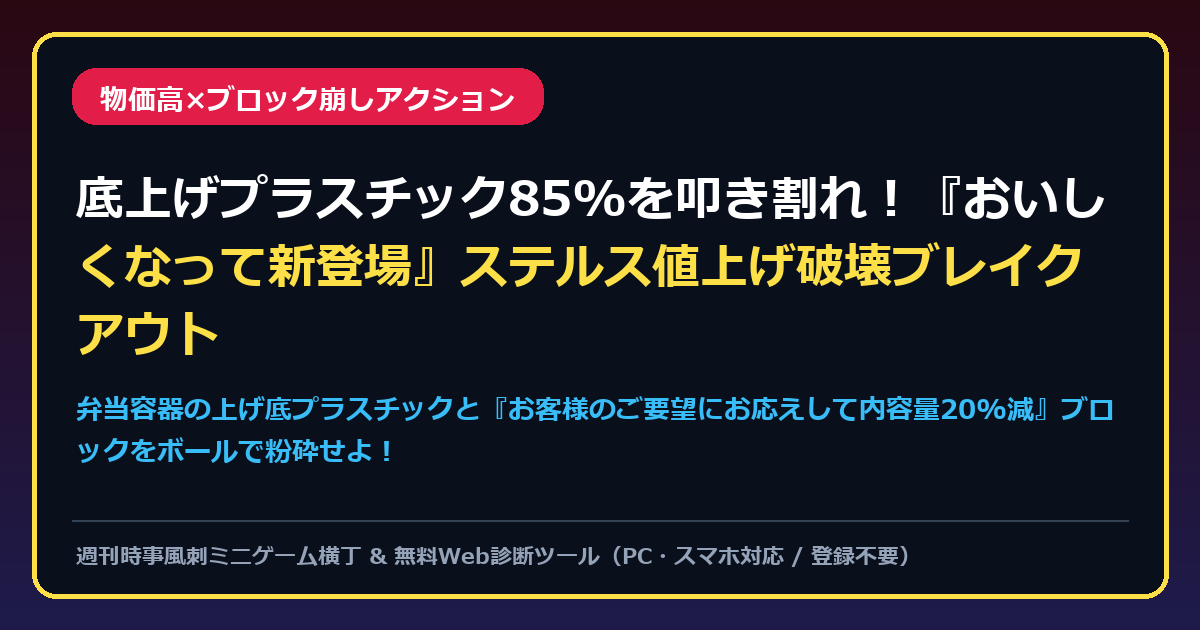 物価高×ブロック崩しアクション
底上げプラスチック85%を叩き割れ！『おいし
くなって新登場』ステルス値上げ破壊ブレイク
アウト
弁当容器の上げ底プラスチックと『お客様のご要望にお応えして内容量20%減』ブロ
ックをボールで粉砕せよ！
週刊時事風刺ミニゲーム横丁 & 無料Web診断ツール（PC・スマホ対応 / 登録不要）